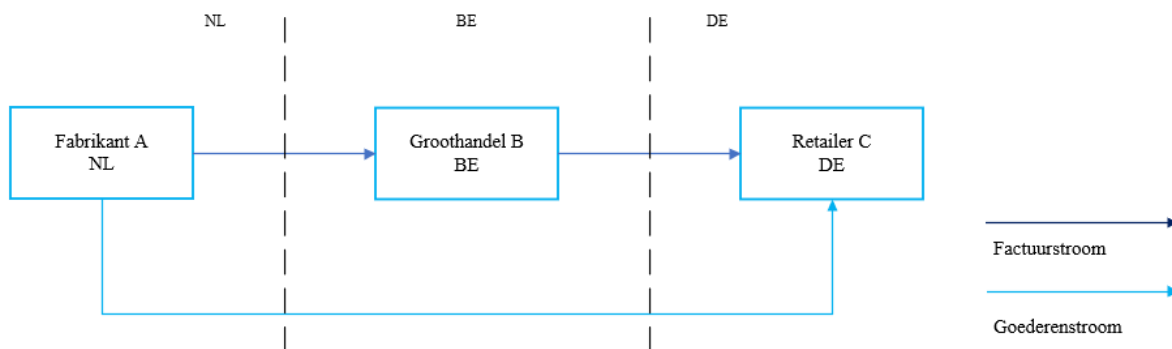 NL
BE
DE
Fabrikant A
NL
Groothandel B
BE
Retailer C
DE
Factuurstroom
Goederenstroom